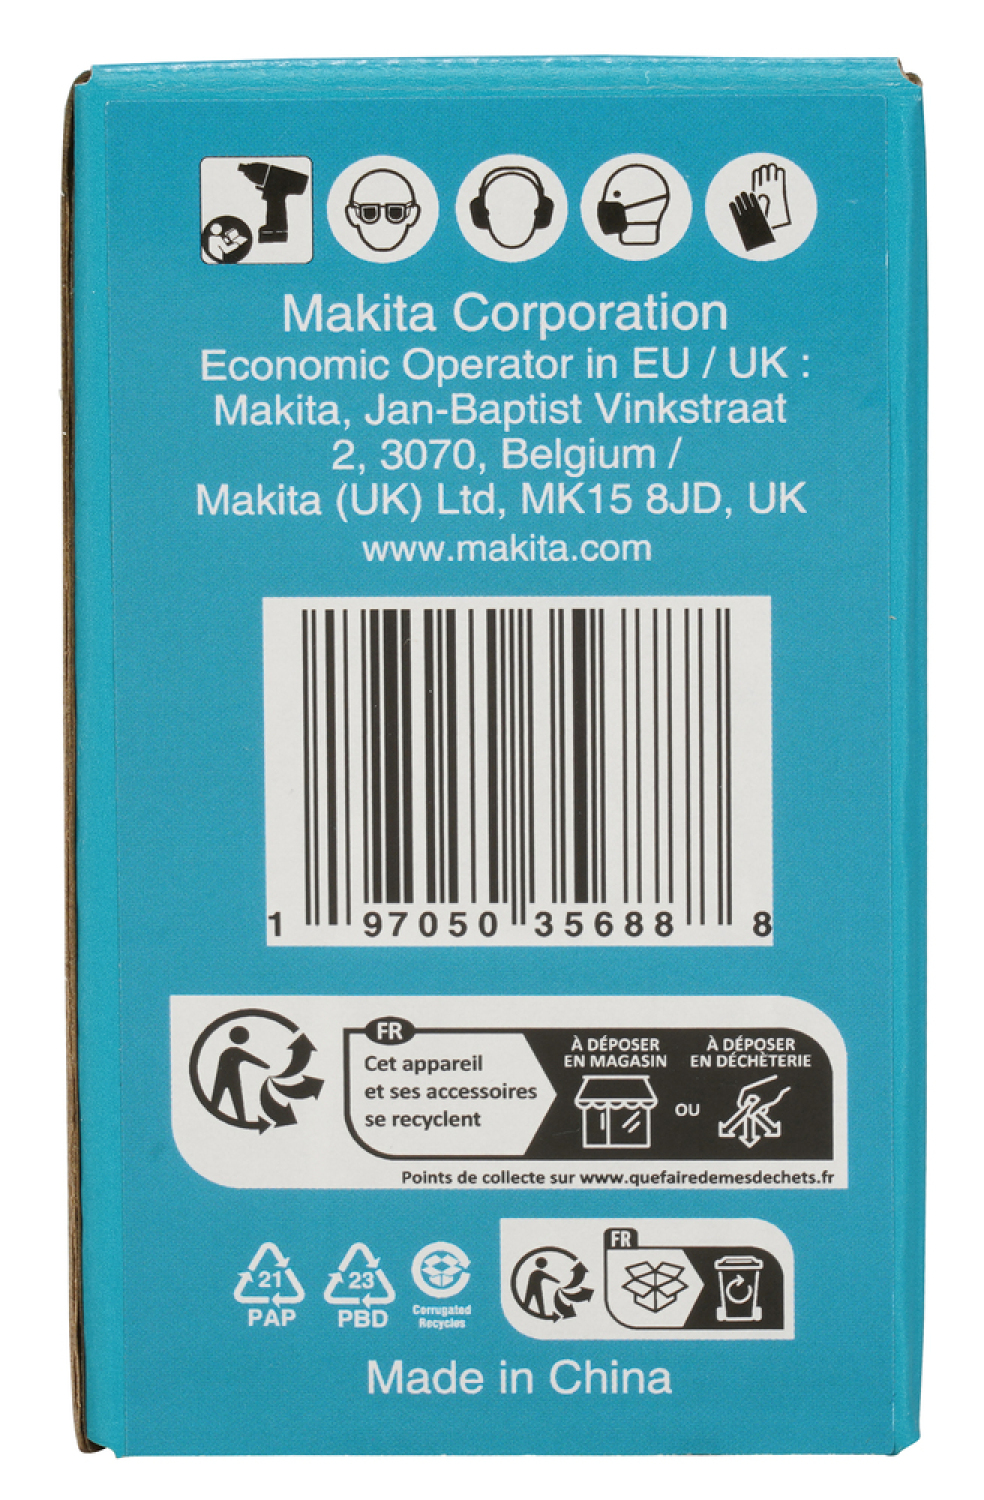 Makita Corporation
Economic Operator in EU / UK :
Makita, Jan-Baptist Vinkstraat
2, 3070, Belgium /
Makita (UK) Ltd, MK15 8JD, UK
www.makita.com
1 97050 35688 8
FR
Cet appareil
et ses accessoires
se recyclent
À DÉPOSER
EN MAGASIN
OU
À DÉPOSER
EN DÉCHÈTERIE
Points de collecte sur www.quefairedemesdechets.fr
21
PAP
23
PBD
Corrugated
Recycles
FR
Made in China